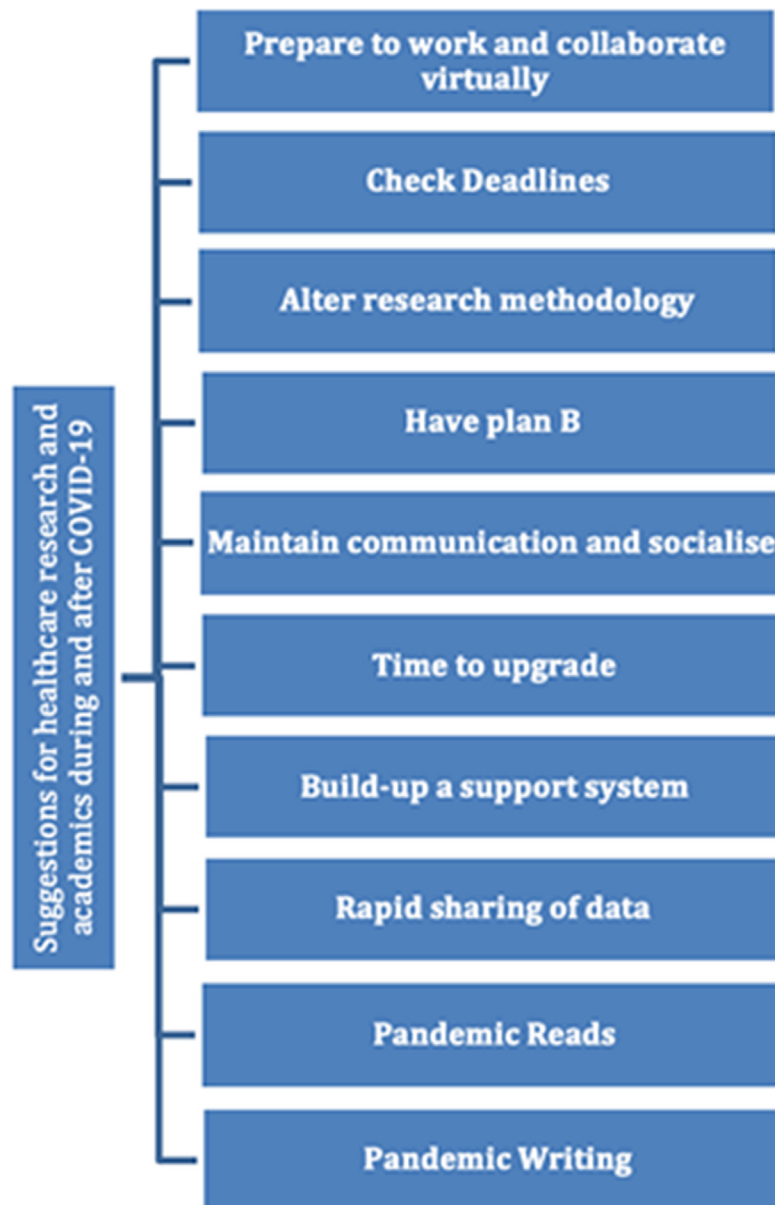 Suggestions for healthcare research and
academics during and after COVID-19
Prepare to work and collaborate
virtually
Check Deadlines
Alter research methodology
Have plan B
Maintain communication and socialise
Time to upgrade
Build-up a support system
Rapid sharing of data
Pandemic Reads
Pandemic Writing